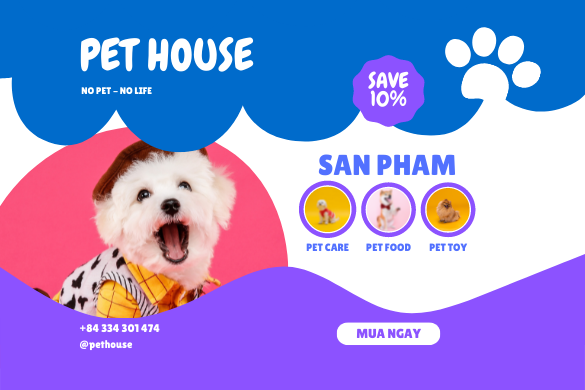 PET HOUSE
NO PET - NO LIFE
SAVE
10%
SAN PHAM
PET CARE
PET FOOD
PET TOY
+84 334 301 474
@pethouse
MUA NGAY